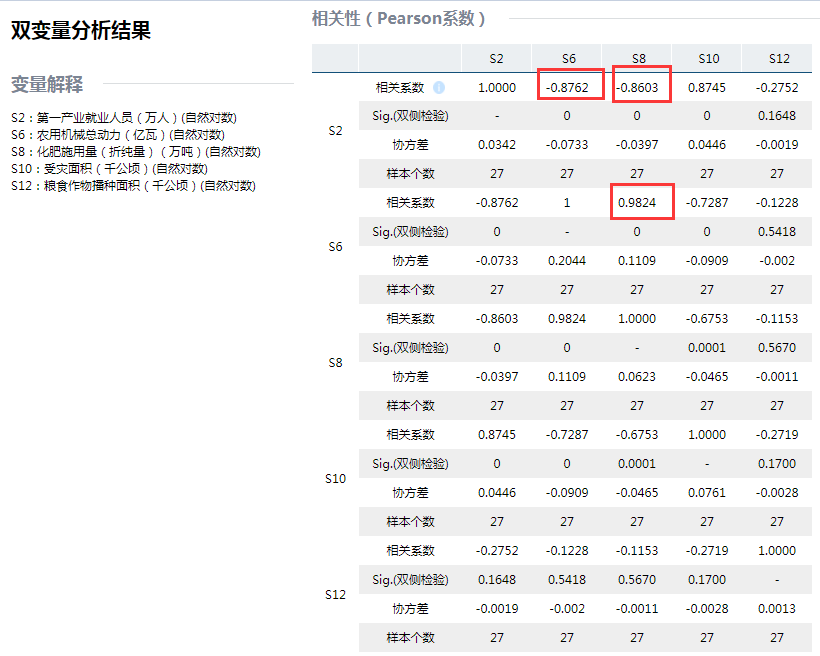 双变量分析结果
变量解释
S2：第一产业就业人员（万人）(自然对数)
S6：农用机械总动力（亿瓦）(自然对数)
S8：化肥施用量（折纯量）（万吨）(自然对数)
S10：受灾面积（千公顷）(自然对数)
S12：粮食作物播种面积（千公顷）(自然对数)
相关性（Pearson系数）
S2 S6 S8 S10 S12
S2
相关系数 1.0000 -0.8762 -0.8603 0.8745 -0.2752
Sig.(双侧检验) - 0 0 0 0.1648
协方差 0.0342 -0.0733 -0.0397 0.0446 -0.0019
样本个数 27 27 27 27 27
S6
相关系数 -0.8762 1 0.9824 -0.7287 -0.1228
Sig.(双侧检验) 0 - 0 0 0.5418
协方差 -0.0733 0.2044 0.1109 -0.0909 -0.002
样本个数 27 27 27 27 27
S8
相关系数 -0.8603 0.9824 1.0000 -0.6753 -0.1153
Sig.(双侧检验) 0 0 - 0.0001 0.5670
协方差 -0.0397 0.1109 0.0623 -0.0465 -0.0011
样本个数 27 27 27 27 27
S10
相关系数 0.8745 -0.7287 -0.6753 1.0000 -0.2719
Sig.(双侧检验) 0 0 0.0001 - 0.1700
协方差 0.0446 -0.0909 -0.0465 0.0761 -0.0028
样本个数 27 27 27 27 27
S12
相关系数 -0.2752 -0.1228 -0.1153 -0.2719 1.0000
Sig.(双侧检验) 0.1648 0.5418 0.5670 0.1700 -
协方差 -0.0019 -0.002 -0.0011 -0.0028 0.0013
样本个数 27 27 27 27 27